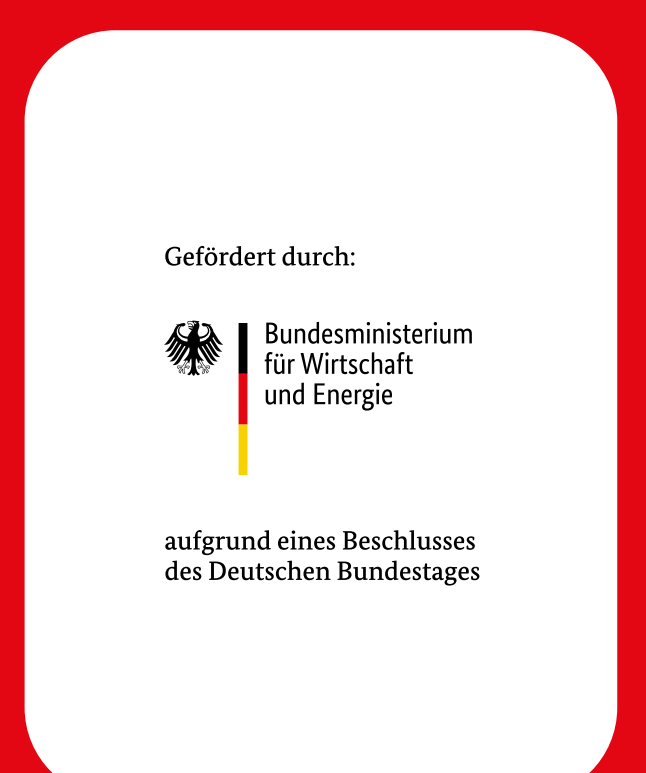 Gefördert durch:
Bundesministerium
für Wirtschaft
und Energie
aufgrund eines Beschlusses
des Deutschen Bundestages